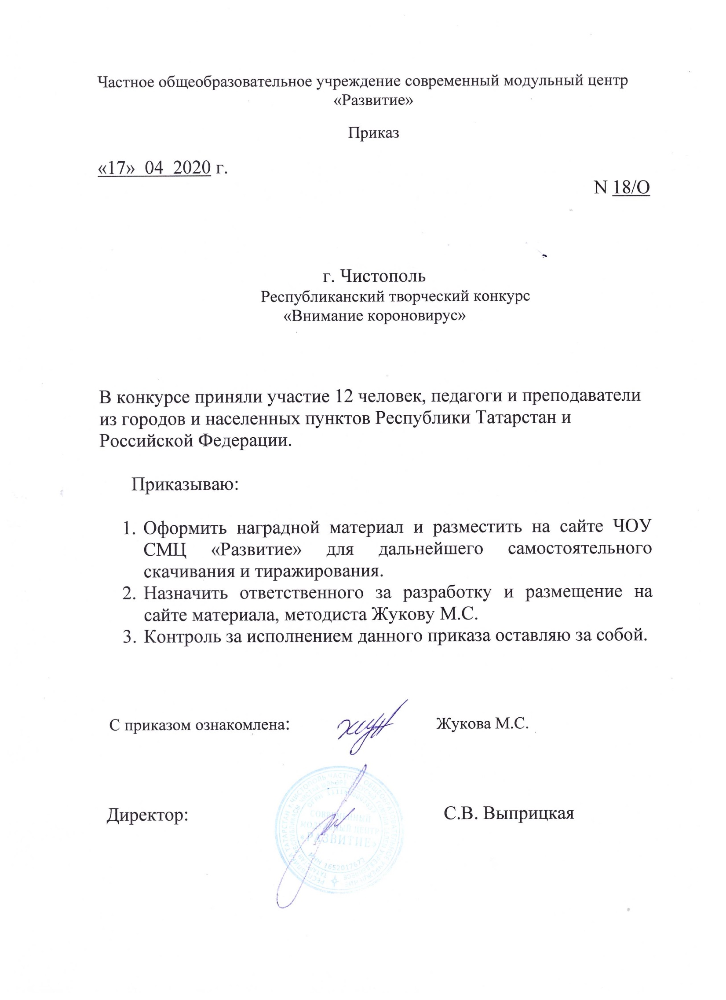 Частное общеобразовательное учреждение современный модульный центр
«Развитие»
Приказ
«17» 04 2020 г.
N 18/О
г. Чистополь
Республиканский творческий конкурс
«Внимание короновирус»
В конкурсе приняли участие 12 человек, педагоги и преподаватели
из городов и населенных пунктов Республики Татарстан и
Российской Федерации.
Приказываю:
1. Оформить наградной материал и разместить на сайте ЧОУ
СМЦ «Развитие» для дальнейшего самостоятельного
скачивания и тиражирования.
2. Назначить ответственного за разработку и размещение на
сайте материала, методиста Жукову М.С.
3. Контроль за исполнением данного приказа оставляю за собой.
С приказом ознакомлена: Жукова М.С.
Директор: С.В. Выприцкая
РЕСПУБЛИКА ТАТАРСТАН Г.ЧИСТОПОЛЬ ЧАСТНОЕ ОБЩЕОБРАЗОВАТЕЛЬНОЕ УЧРЕЖДЕНИЕ
СОВРЕМЕННЫЙ
МОДУЛЬНЫЙ ЦЕНТР
«РАЗВИТИЕ»
ИНН 1652017672